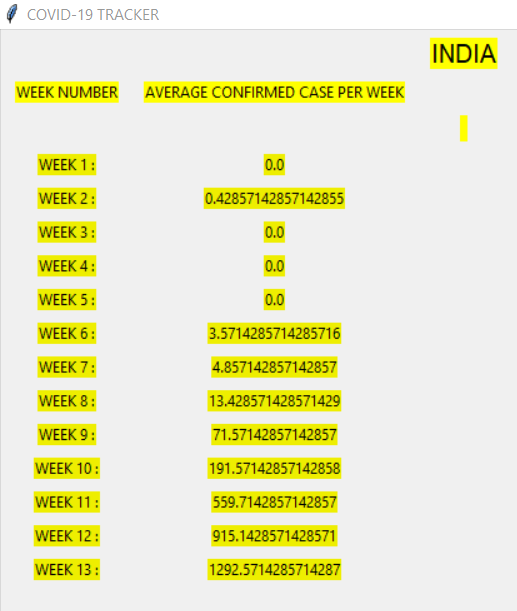 COVID-19 TRACKER
INDIA
WEEK NUMBER AVERAGE CONFIRMED CASE PER WEEK
WEEK 1 : 0.0
WEEK 2 : 0.42857142857142855
WEEK 3 : 0.0
WEEK 4 : 0.0
WEEK 5 : 0.0
WEEK 6 : 3.5714285714285716
WEEK 7 : 4.857142857142857
WEEK 8 : 13.428571428571429
WEEK 9 : 71.57142857142857
WEEK 10 : 191.57142857142858
WEEK 11 : 559.7142857142857
WEEK 12 : 915.1428571428571
WEEK 13 : 1292.5714285714287